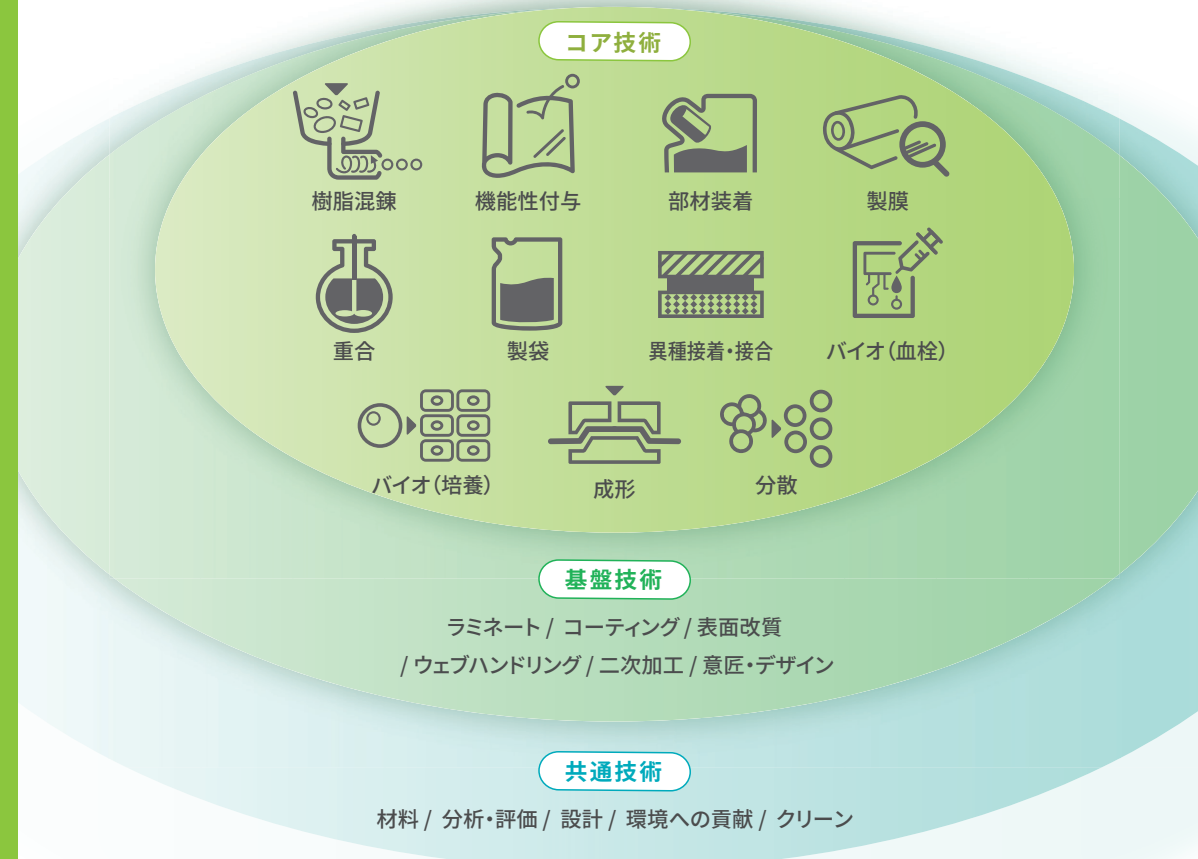 コア技術
樹脂混錬
機能性付与
部材装着
製膜
重合
製袋
異種接着・接合
バイオ（血栓）
バイオ（培養）
成形
分散
基盤技術
ラミネート / コーティング / 表面改質
/ ウェブハンドリング / 二次加工 / 意匠・デザイン
共通技術
材料 / 分析・評価 / 設計 / 環境への貢献 / クリーン